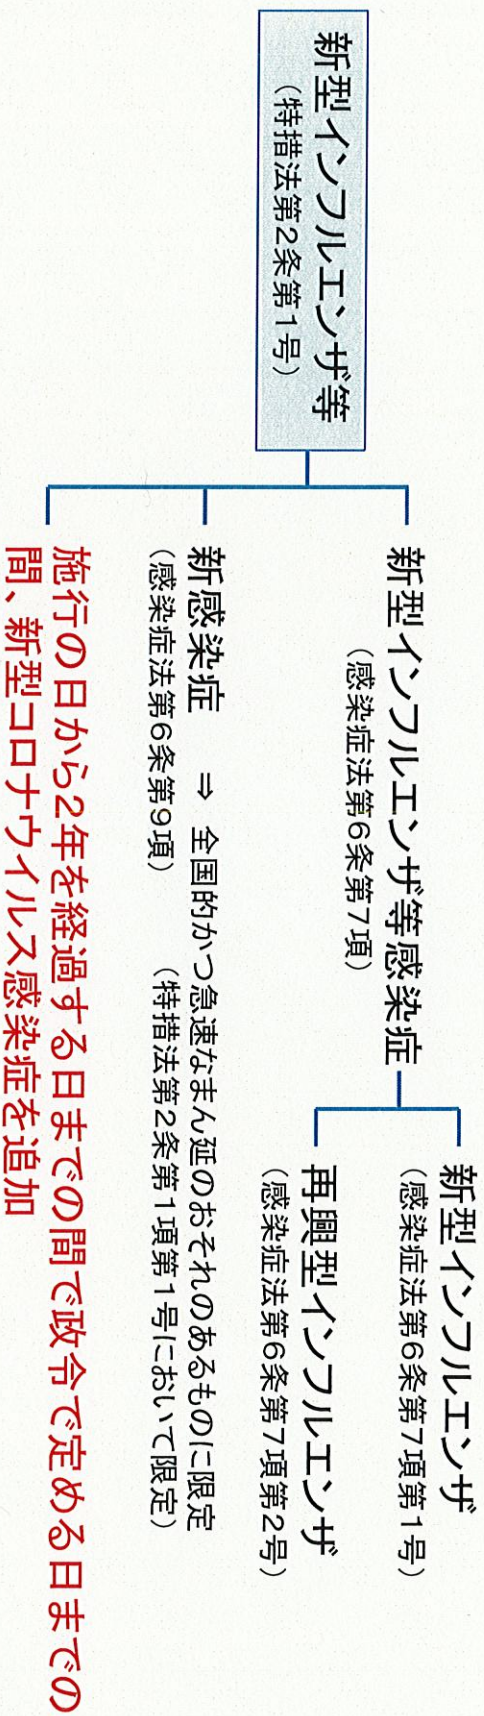 新型インフルエンザ等
（特措法第2条第1号）
新型インフルエンザ等感染症
（感染症法第6条第7項）
新型インフルエンザ
（感染症法第6条第7項第1号）
再興型インフルエンザ
（感染症法第6条第7項第2号）
新感染症　⇒　全国的かつ急速なまん延のおそれのあるものに限定
（感染症法第6条第9項）　（特措法第2条第1項第1号において限定）
施行の日から2年を経過する日までの間で政令で定める日までの
間、新型コロナウイルス感染症を追加